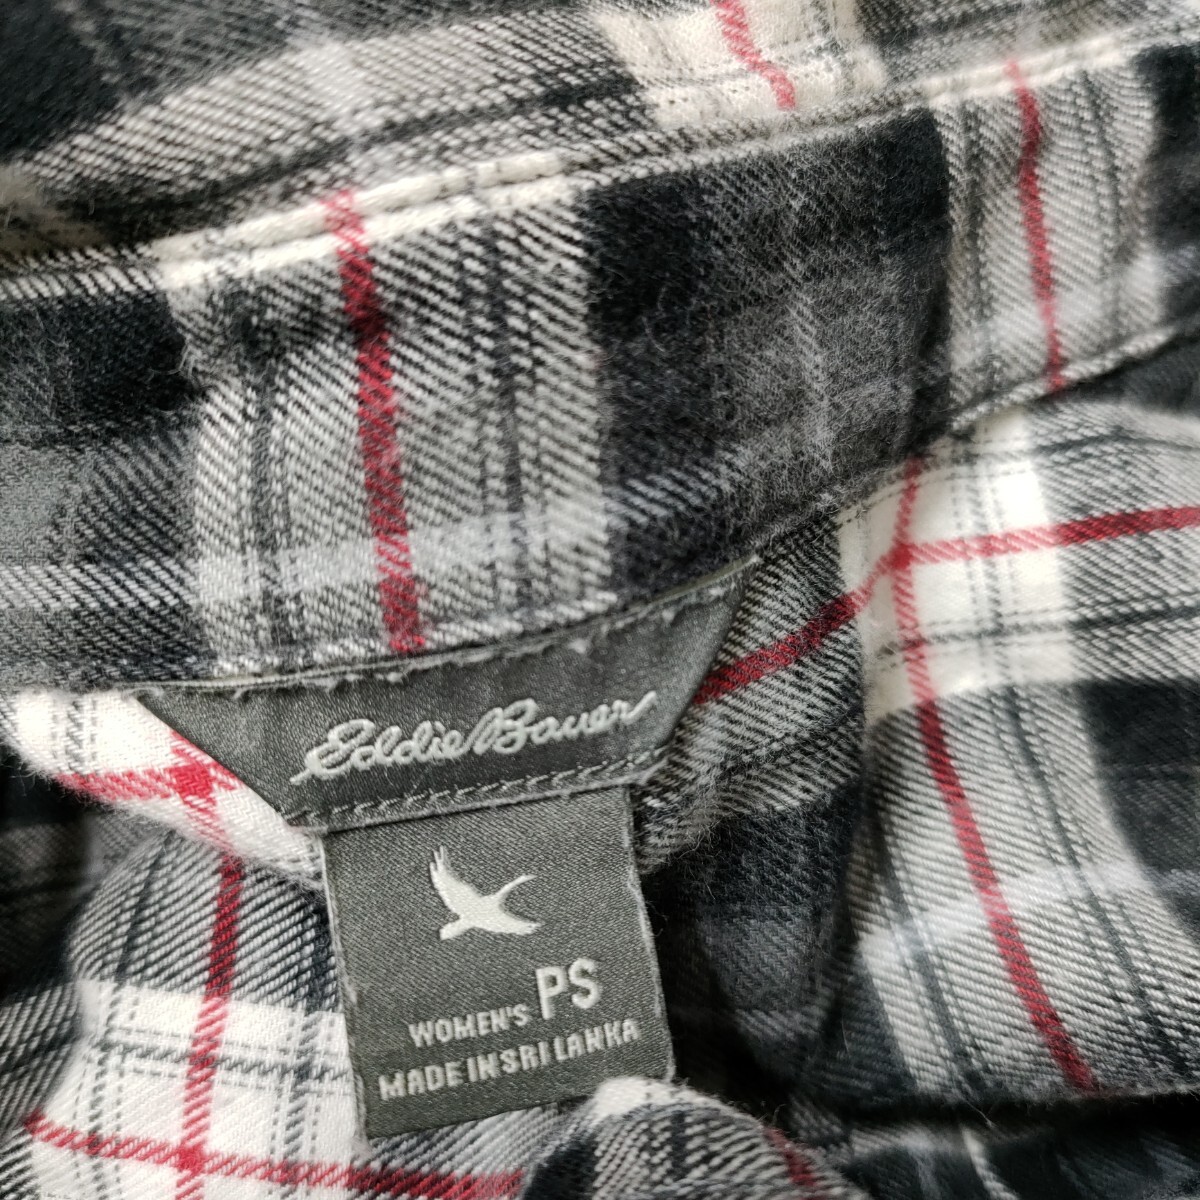 Eddie Bauer
WOMEN'S PS
MADE IN SRI LANKA